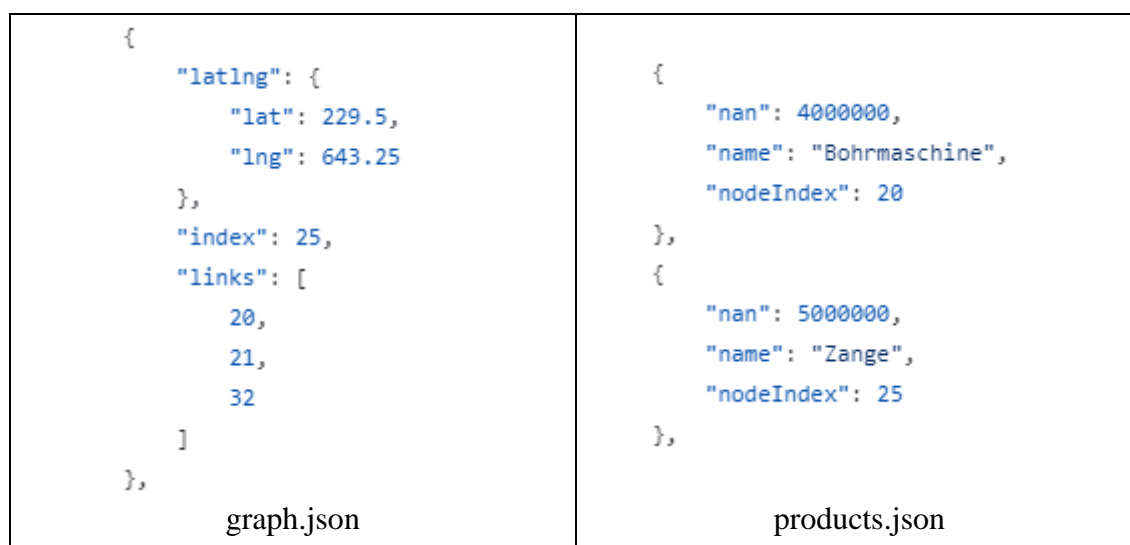 {
"latlng": {
"lat": 229.5,
"lng": 643.25
},
"index": 25,
"links": [
20,
21,
32
]
},
graph.json
{
"nan": 4000000,
"name": "Bohrmaschine",
"nodeIndex": 20
},
{
"nan": 5000000,
"name": "Zange",
"nodeIndex": 25
},
products.json